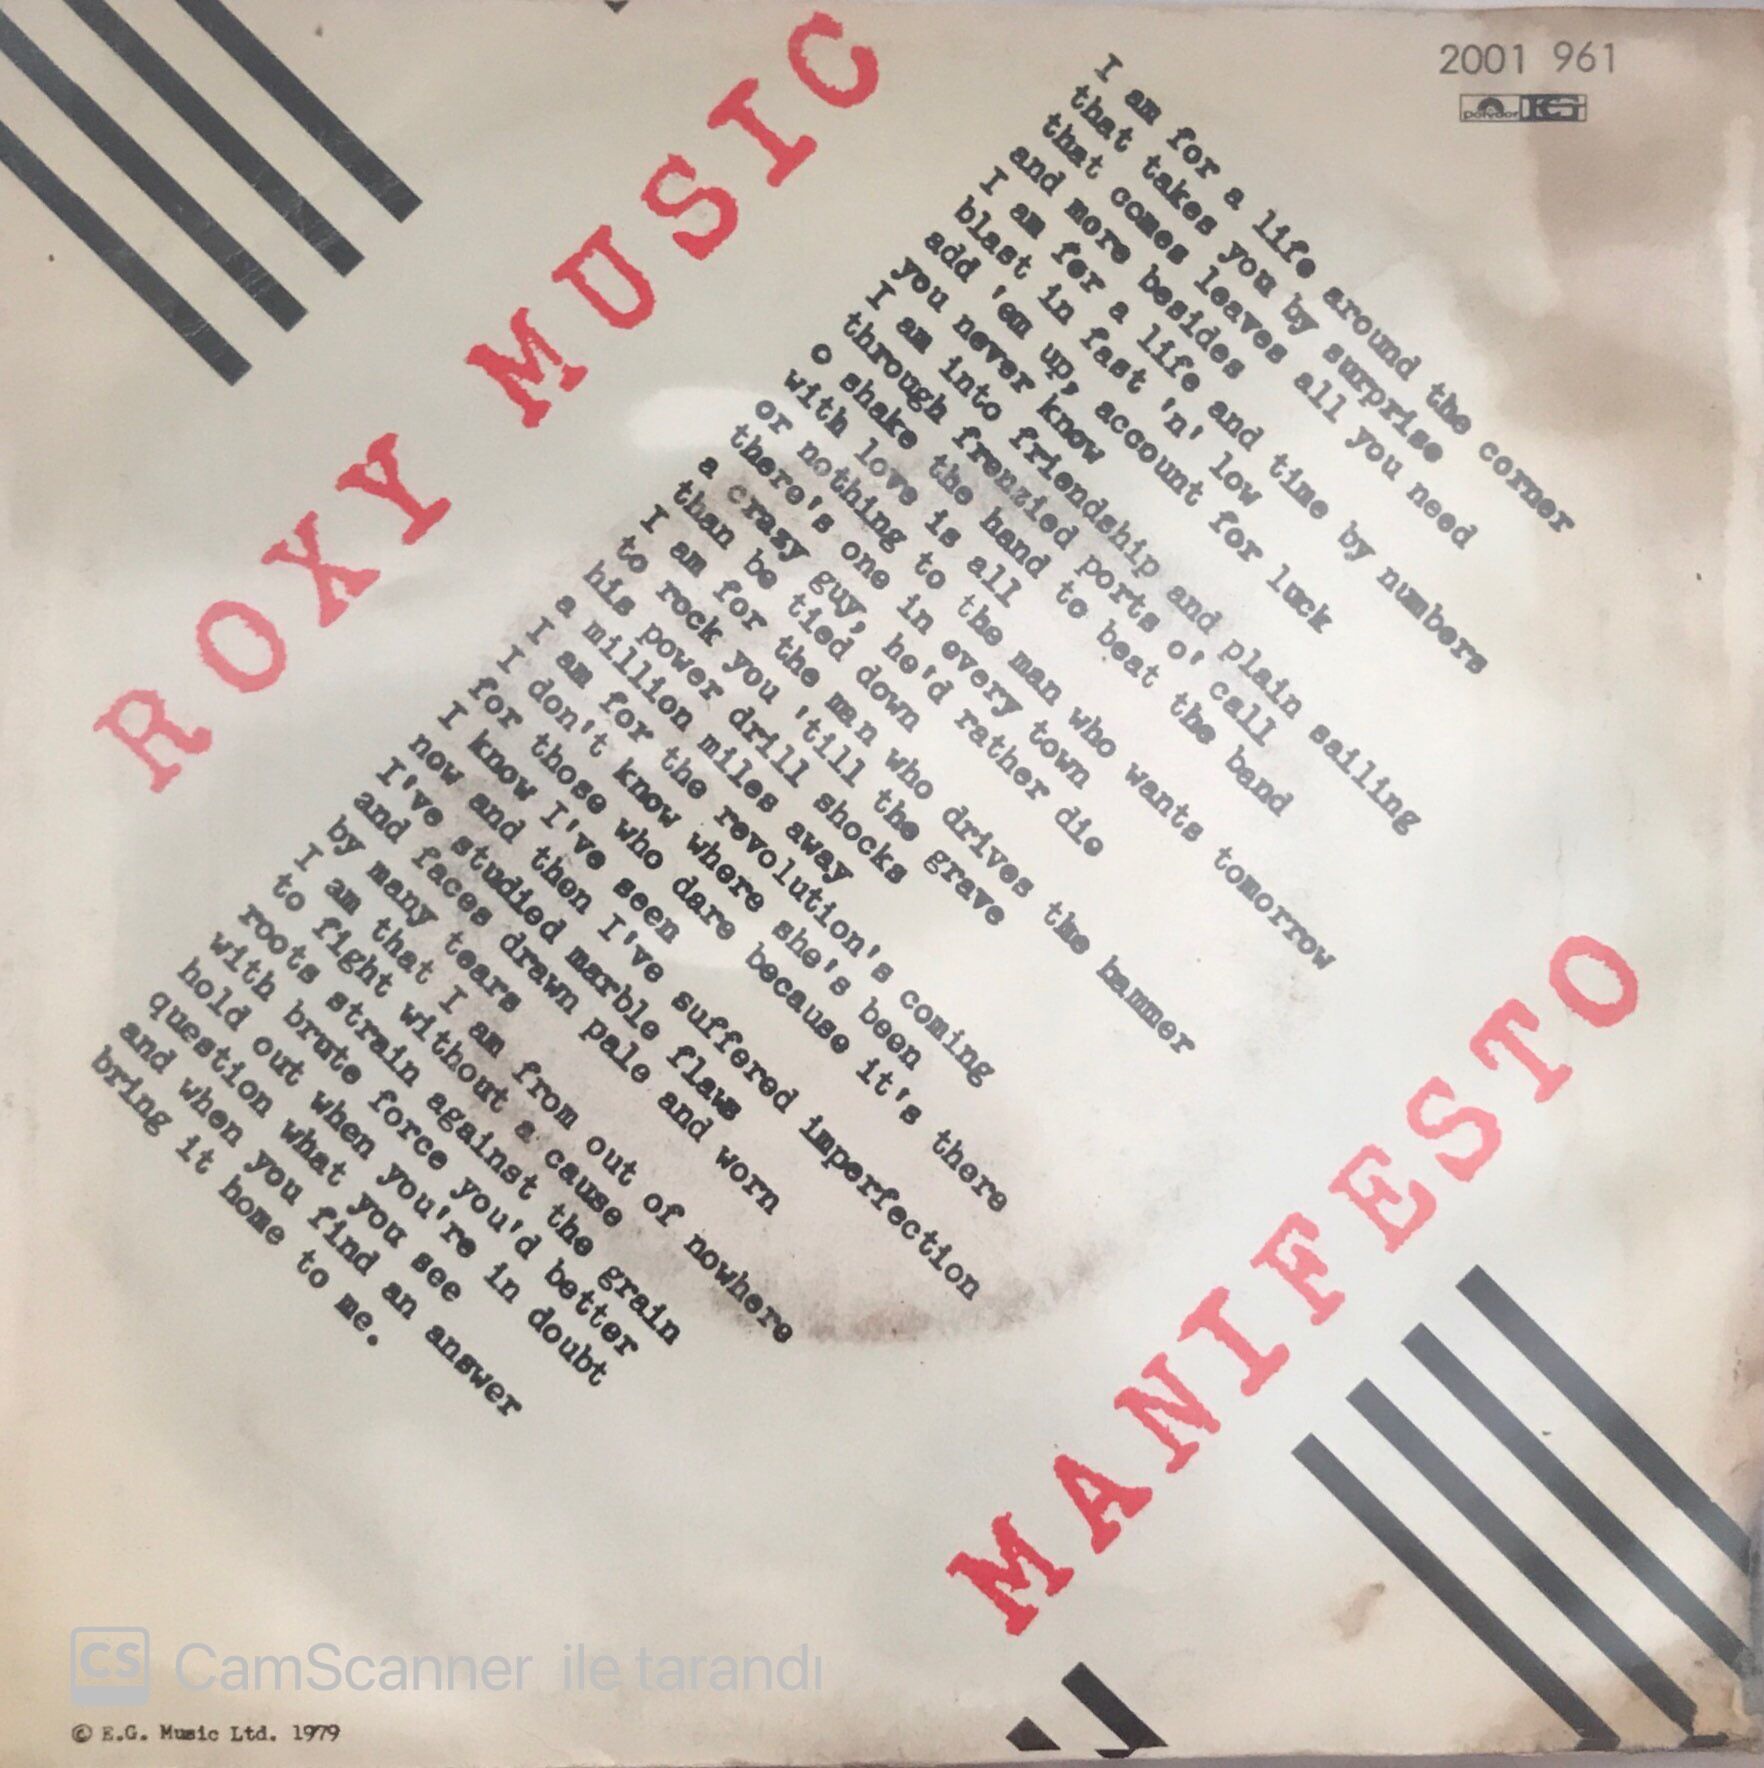 2001 961
polydor EG
ROXY MUSIC
I am for a life around the corner
that takes you by surprise
that comes leaves all you need
and more besides
I am for a life and time by numbers
blast in fast 'n' low
add 'em up, account for luck
you never know
I am into friendship and plain sailing
through frenzied ports o' call
o shake the hand to beat the band
with love is all
or nothing to the man who wants tomorrow
there's one in every town
a crazy guy, he'd rather die
than be tied down
I am for the man who drives the hammer
to rock you 'till the grave
his power drill shocks
a million miles away
I am for the revolution's coming
I don't know where she's been
for those who dare because it's there
I know I've seen
now and then I've suffered imperfection
I've studied marble flaws
and faces drawn pale and worn
by many tears
I am that I am from out of nowhere
to fight without a cause
roots strain against the grain
with brute force you'd better
hold out when you're in doubt
question what you see
and when you find an answer
bring it home to me.
MANIFESTO
CS CamScanner ile tarandı
© E.G. Music Ltd. 1979